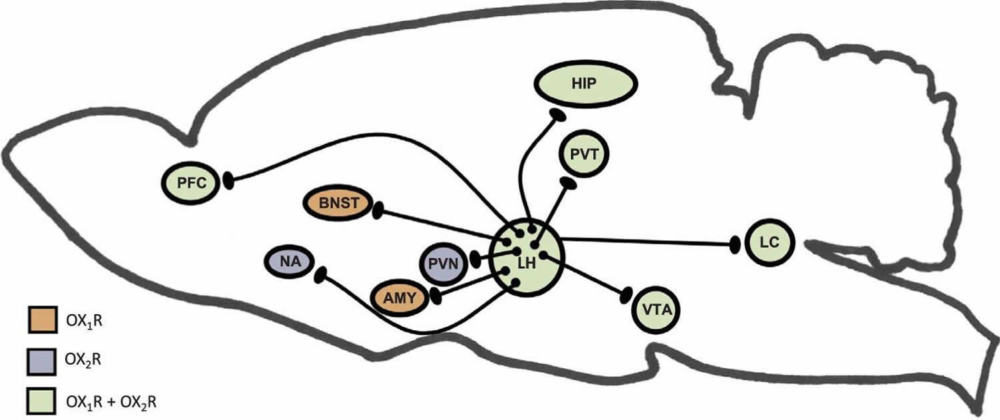 HIP
PVT
PFC
BNST
LC
NA
PVN
LH
AMY
VTA
OX₁R
OX₂R
OX₁R + OX₂R